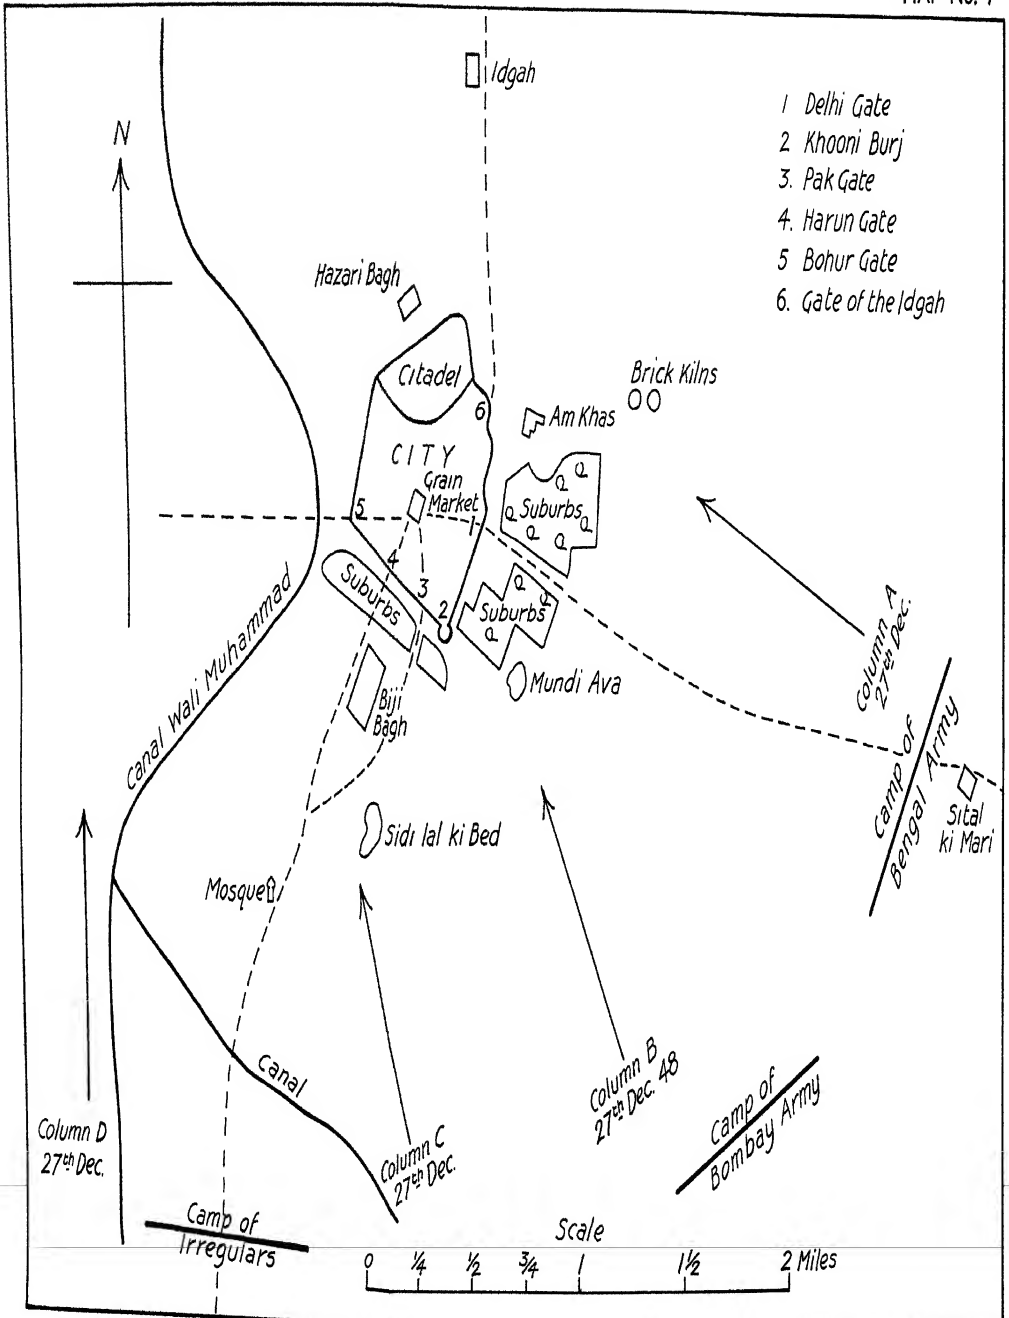 MAP No. 7
Idgah
1 Delhi Gate
2 Khooni Burj
3. Pak Gate
4. Harun Gate
5 Bohur Gate
6. Gate of the Idgah
N
Hazari Bagh
Citadel
Brick Kilns
6
Am Khas
CITY
Grain
Market
5
1
Suburbs
4
3
2
Suburbs
Suburbs
Canal Wali Muhammad
Mundi Ava
Biji
Bagh
Column A
27th Dec.
Camp of
Bengal Army
Sital
ki Mari
Sidi lal ki Bed
Mosque
Canal
Column B
27th Dec. 48
Camp of
Bombay Army
Column D
27th Dec.
Column C
27th Dec.
Camp of
Irregulars
Scale
0 1/4 1/2 3/4 1 1 1/2 2 Miles